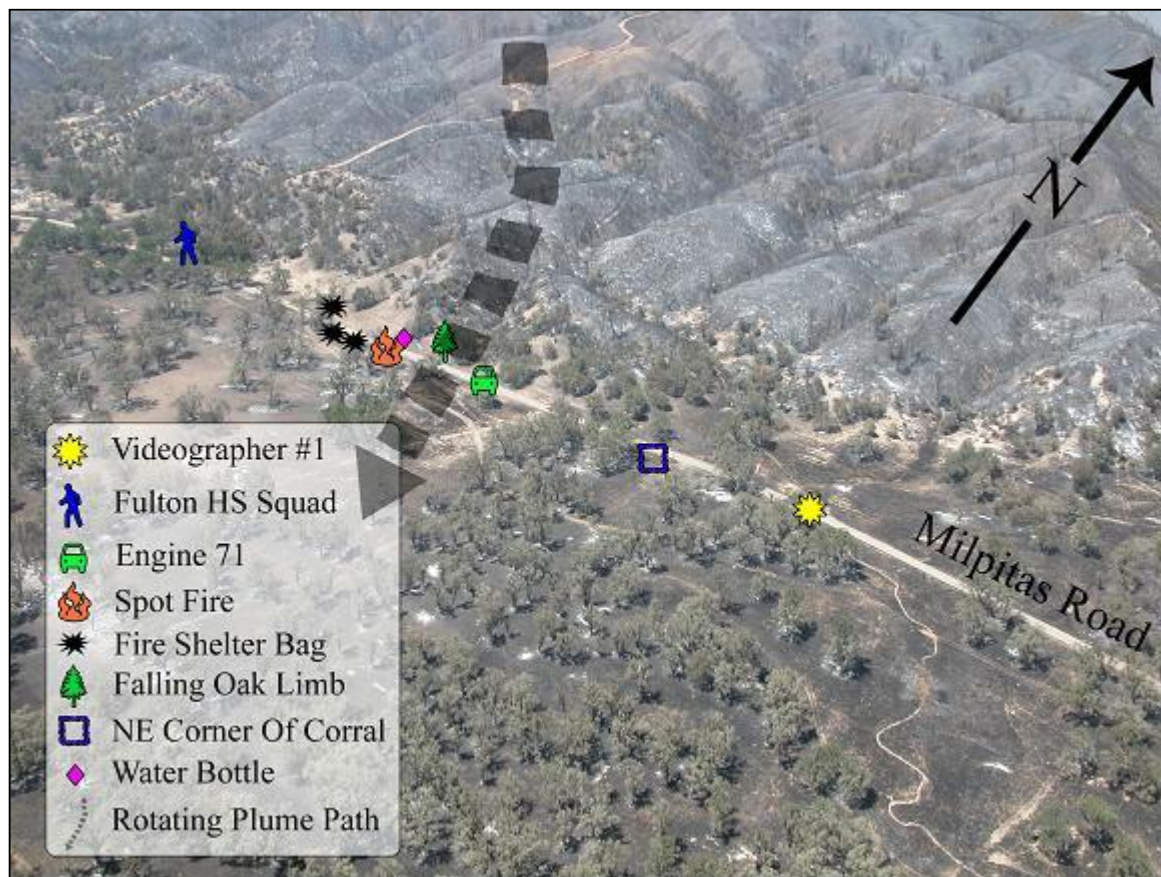 N
Milpitas Road
Videographer #1
Fulton HS Squad
Engine 71
Spot Fire
Fire Shelter Bag
Falling Oak Limb
NE Corner Of Corral
Water Bottle
Rotating Plume Path